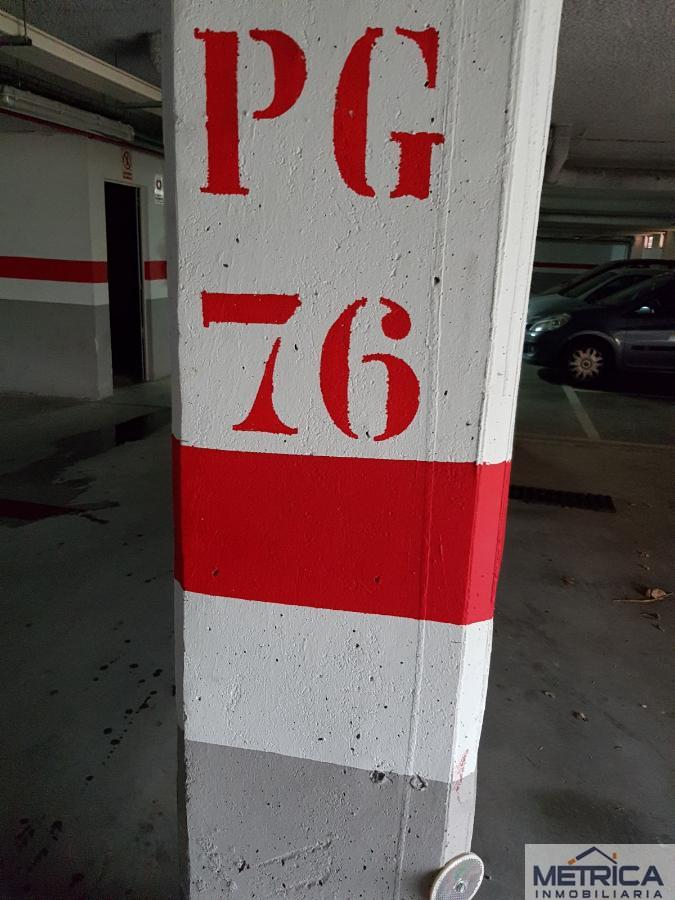 PG
76
METRICA
INMOBILIARIA